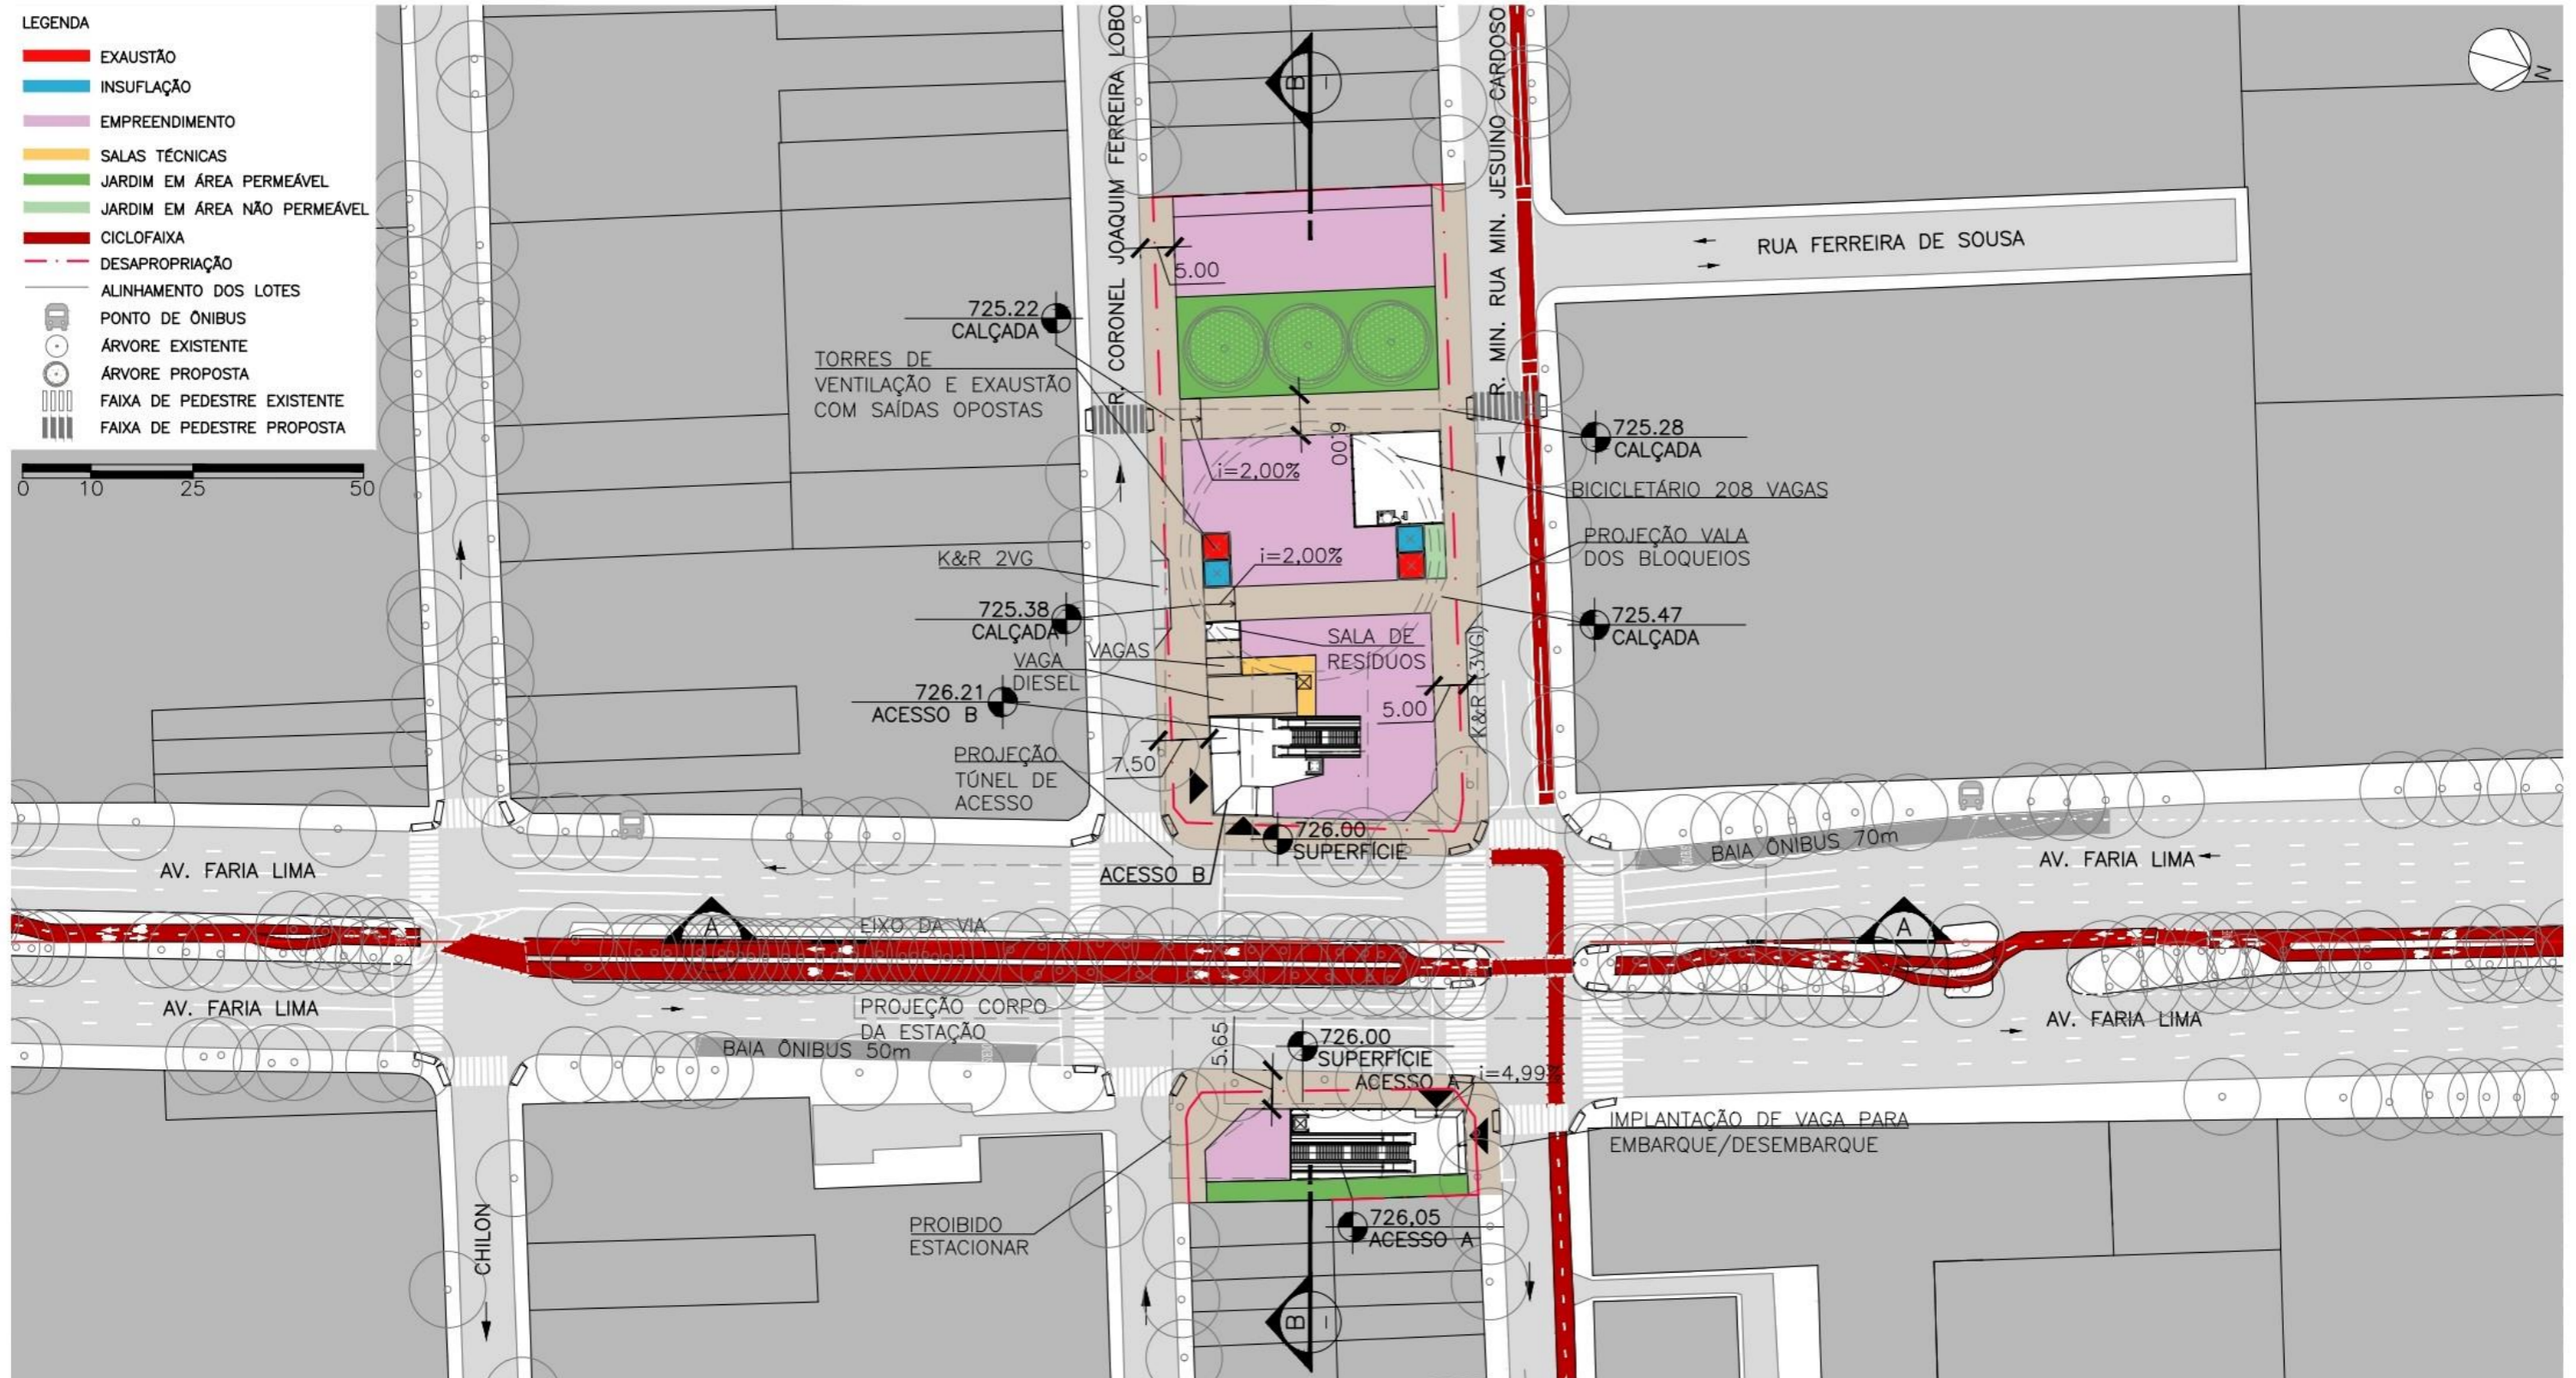 LEGENDA
EXAUSTÃO
INSUFLAÇÃO
EMPREENDIMENTO
SALAS TÉCNICAS
JARDIM EM ÁREA PERMEÁVEL
JARDIM EM ÁREA NÃO PERMEÁVEL
CICLOFAIXA
DESAPROPRIAÇÃO
ALINHAMENTO DOS LOTES
PONTO DE ÔNIBUS
ÁRVORE EXISTENTE
ÁRVORE PROPOSTA
FAIXA DE PEDESTRE EXISTENTE
FAIXA DE PEDESTRE PROPOSTA
0 10 25 50
N
R. CORONEL JOAQUIM FERREIRA LOBO
R. MIN. RUA MIN. JESUINO CARDOSO
B
RUA FERREIRA DE SOUSA
5.00
725.22
CALÇADA
TORRES DE
VENTILAÇÃO E EXAUSTÃO
COM SAÍDAS OPOSTAS
6.00
725.28
CALÇADA
i=2,00%
BICICLETÁRIO 208 VAGAS
PROJEÇÃO VALA
DOS BLOQUEIOS
K&R 2VG
i=2,00%
725.38
CALÇADA
725.47
CALÇADA
SALA DE
RESÍDUOS
VAGAS
VAGA
DIESEL
K&R (3VG)
726.21
ACESSO B
5.00
PROJEÇÃO
TÚNEL DE
ACESSO
7.50
726.00
SUPERFÍCIE
ACESSO B
AV. FARIA LIMA
BAIA ÔNIBUS 70m
AV. FARIA LIMA
A
EIXO DA VIA
A
AV. FARIA LIMA
PROJEÇÃO CORPO
DA ESTAÇÃO
AV. FARIA LIMA
BAIA ÔNIBUS 50m
5.65
726.00
SUPERFÍCIE
ACESSO A
i=4,99%
IMPLANTAÇÃO DE VAGA PARA
EMBARQUE/DESEMBARQUE
PROIBIDO
ESTACIONAR
726,05
ACESSO A
CHILON
B